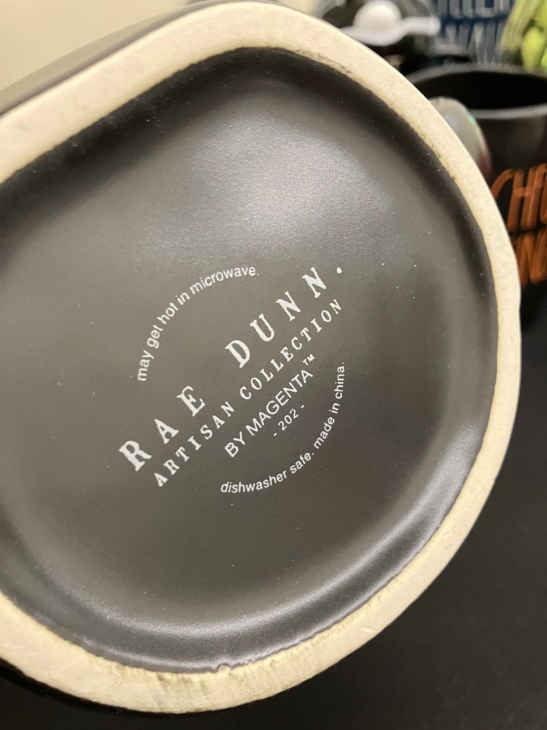 may get hot in microwave.
RAE DUNN.
ARTISAN COLLECTION
BY MAGENTA™
- 202 -
dishwasher safe. made in china.